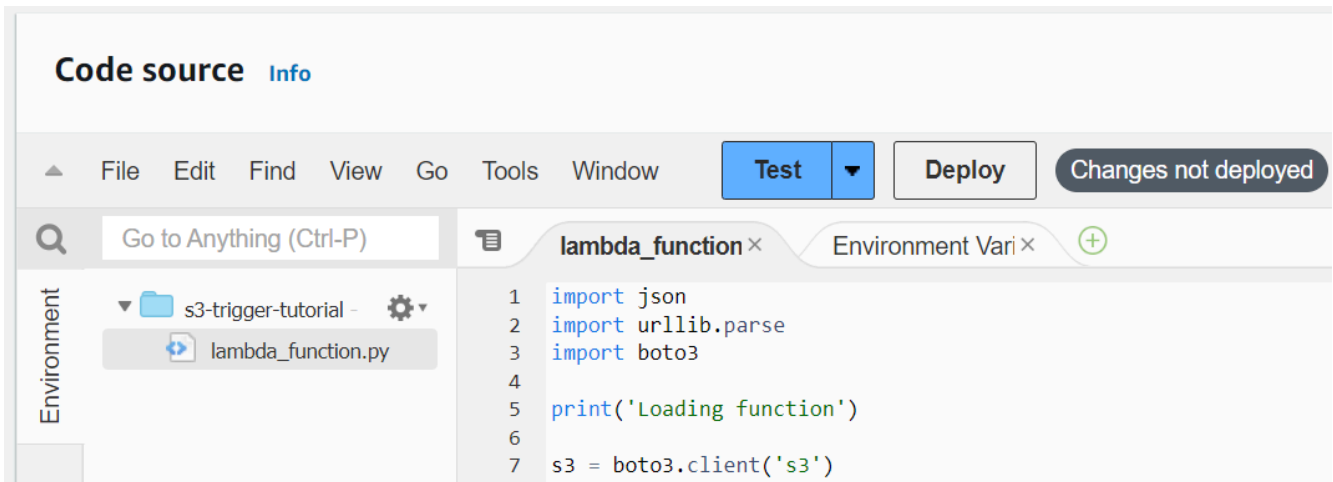 Code source Info
File Edit Find View Go Tools Window Test Deploy Changes not deployed
Go to Anything (Ctrl-P)
lambda_function × Environment Vari ×
Environment
s3-trigger-tutorial -
lambda_function.py
1 import json
2 import urllib.parse
3 import boto3
4
5 print('Loading function')
6
7 s3 = boto3.client('s3')